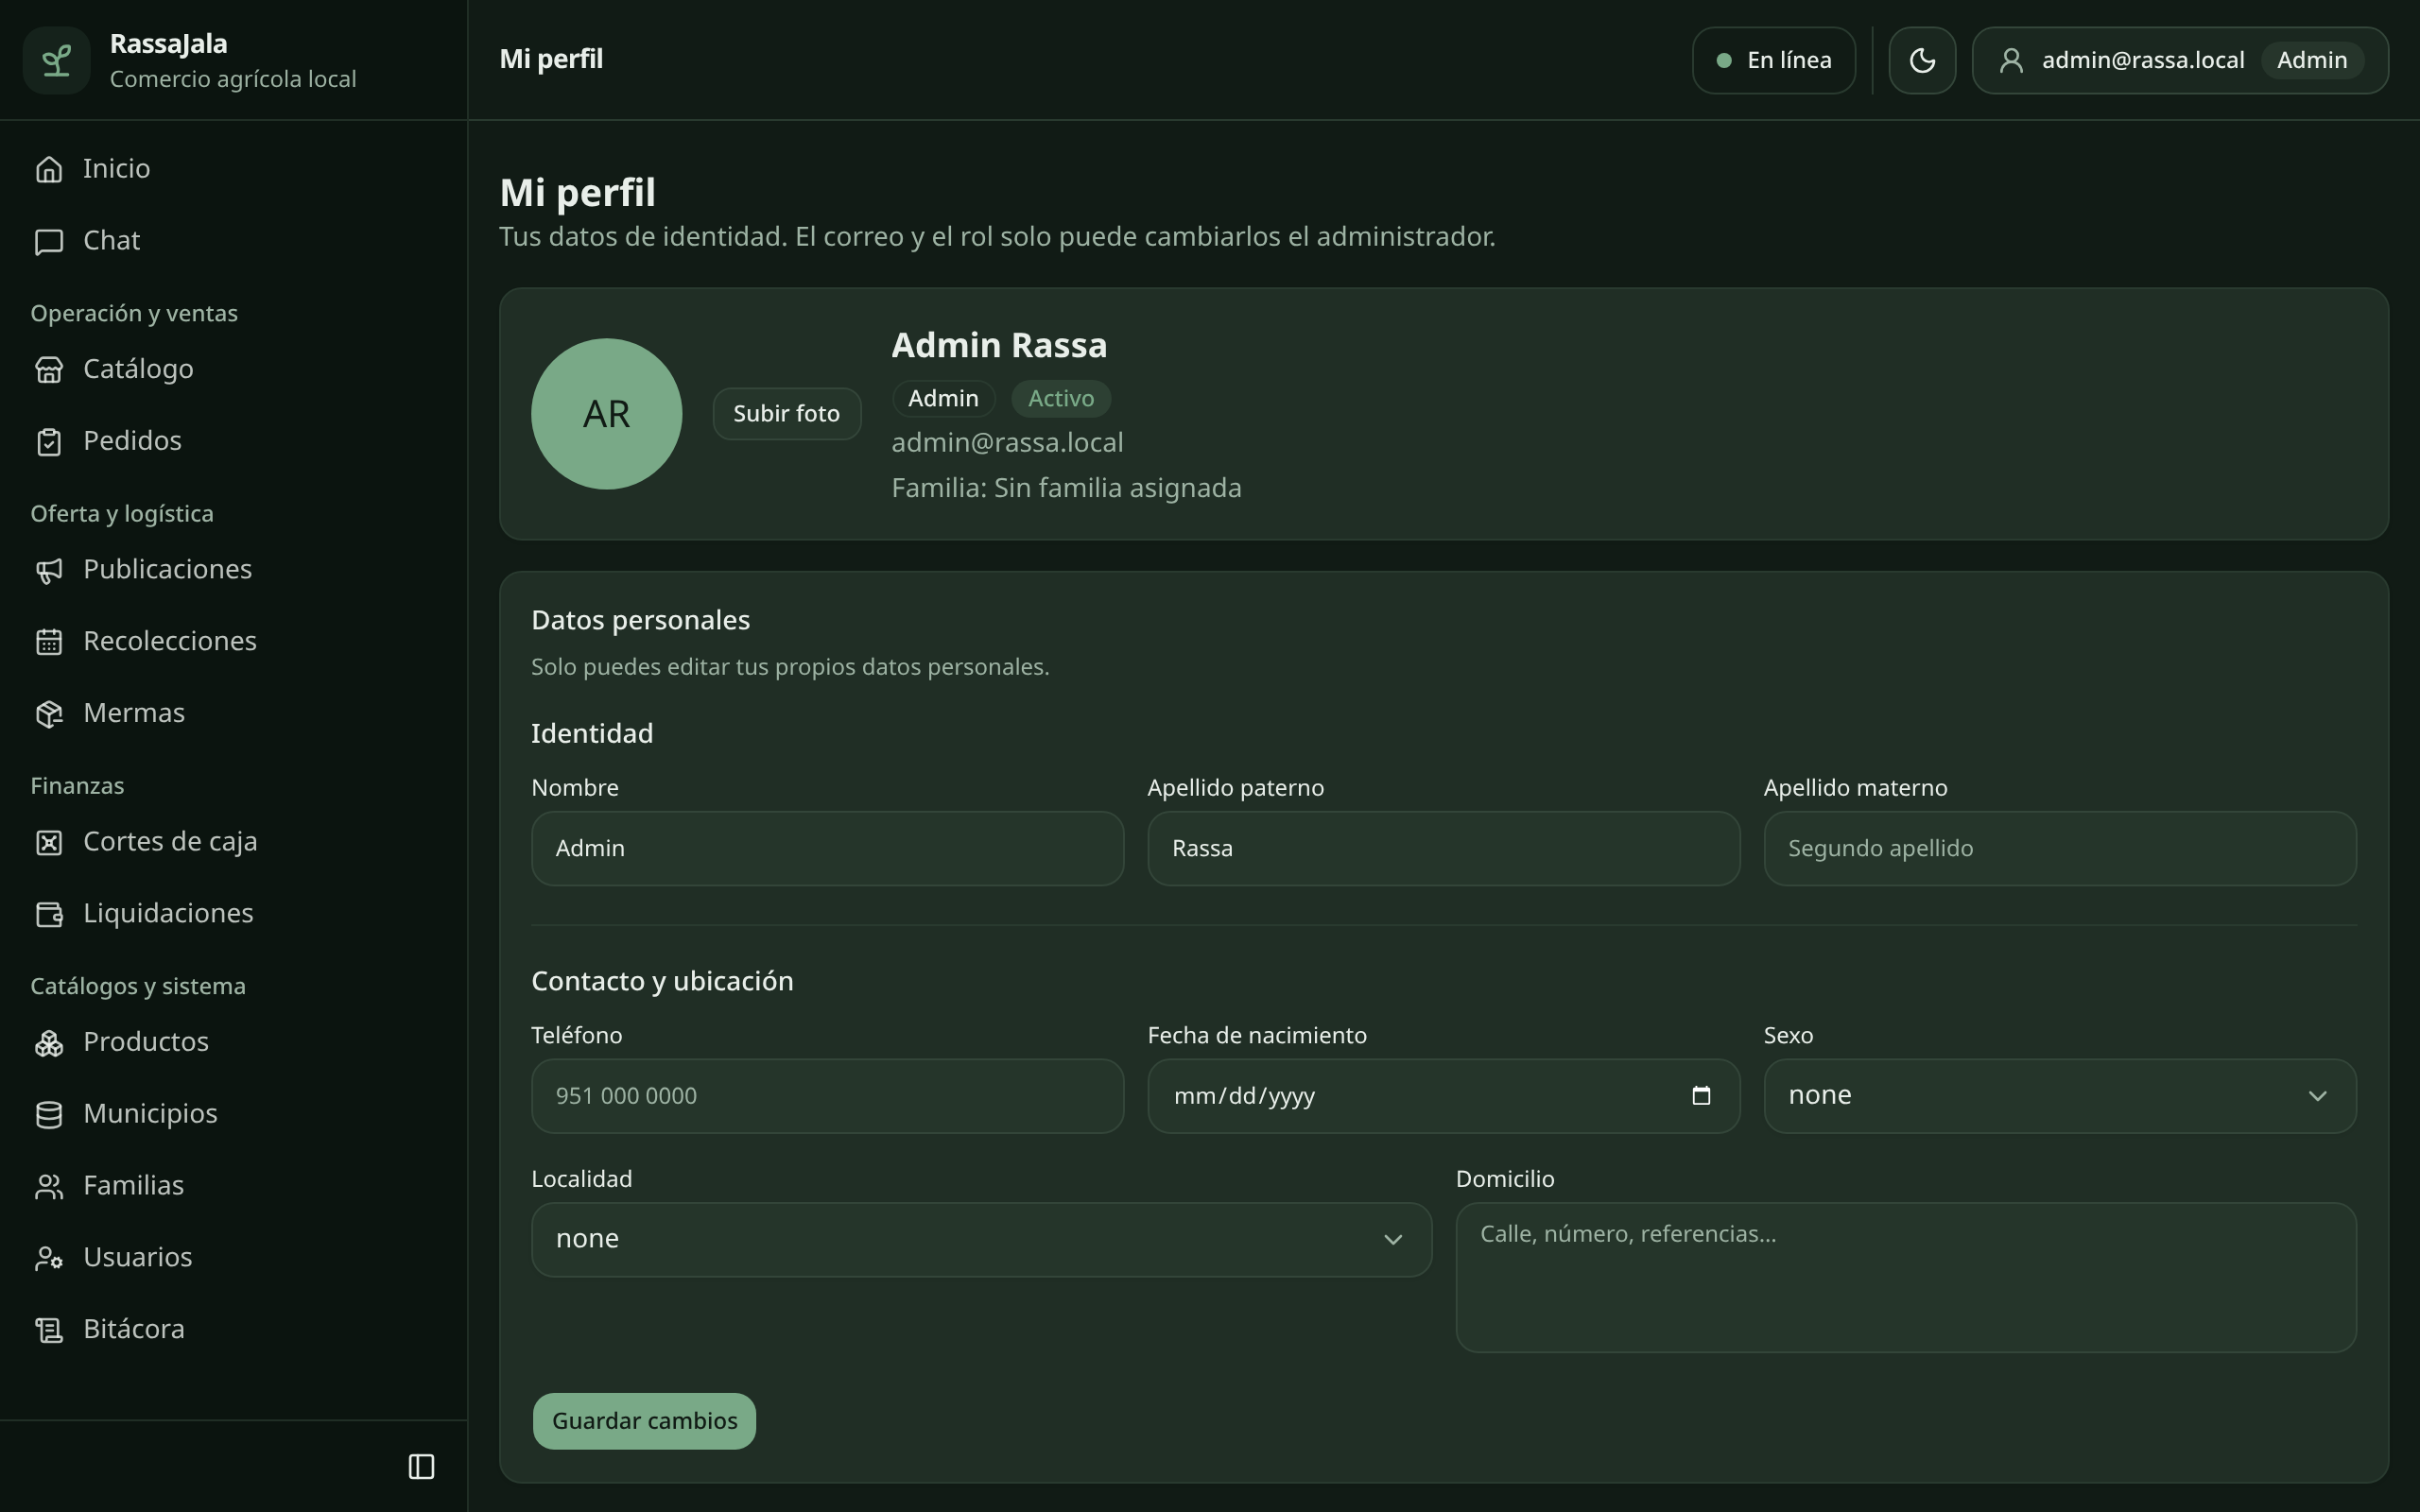 RassaJala
Comercio agrícola local
Mi perfil
En línea
admin@rassa.local
Admin
Inicio
Chat
Operación y ventas
Catálogo
Pedidos
Oferta y logística
Publicaciones
Recolecciones
Mermas
Finanzas
Cortes de caja
Liquidaciones
Catálogos y sistema
Productos
Municipios
Familias
Usuarios
Bitácora
Mi perfil
Tus datos de identidad. El correo y el rol solo puede cambiarlos el administrador.
AR
Subir foto
Admin Rassa
Admin
Activo
admin@rassa.local
Familia: Sin familia asignada
Datos personales
Solo puedes editar tus propios datos personales.
Identidad
Nombre
Admin
Apellido paterno
Rassa
Apellido materno
Segundo apellido
Contacto y ubicación
Teléfono
951 000 0000
Fecha de nacimiento
mm/dd/yyyy
Sexo
none
Localidad
none
Domicilio
Calle, número, referencias...
Guardar cambios